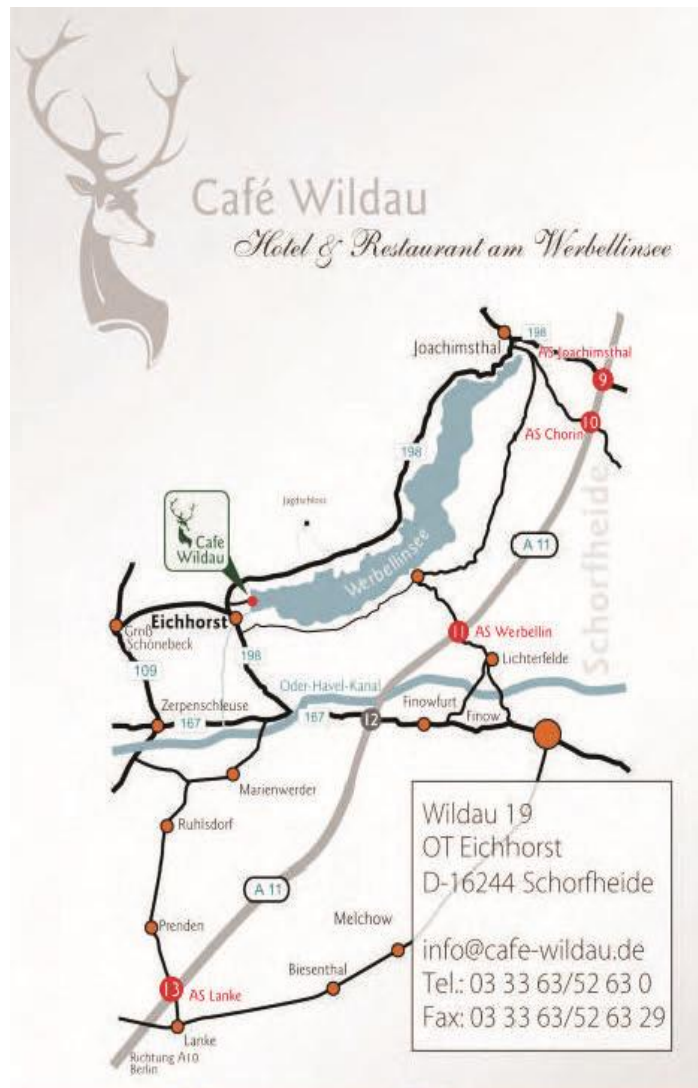 Café Wildau
Hotel & Restaurant am Werbellinsee
Joachimsthal
198
AS Joachimsthal
9
10
AS Chorin
198
Jagdschloss
Cafe
Wildau
Werbellinsee
A 11
Schorfheide
Eichhorst
Groß
Schönebeck
11
AS Werbellin
Lichterfelde
198
109
Oder-Havel-Kanal
Zerpenschleuse
167
167
12
Finowfurt
Finow
Marienwerder
Ruhlsdorf
A 11
Prenden
Melchow
13
AS Lanke
Biesenthal
Lanke
Richtung A10
Berlin
Wildau 19
OT Eichhorst
D-16244 Schorfheide
info@cafe-wildau.de
Tel.: 03 33 63/52 63 0
Fax: 03 33 63/52 63 29